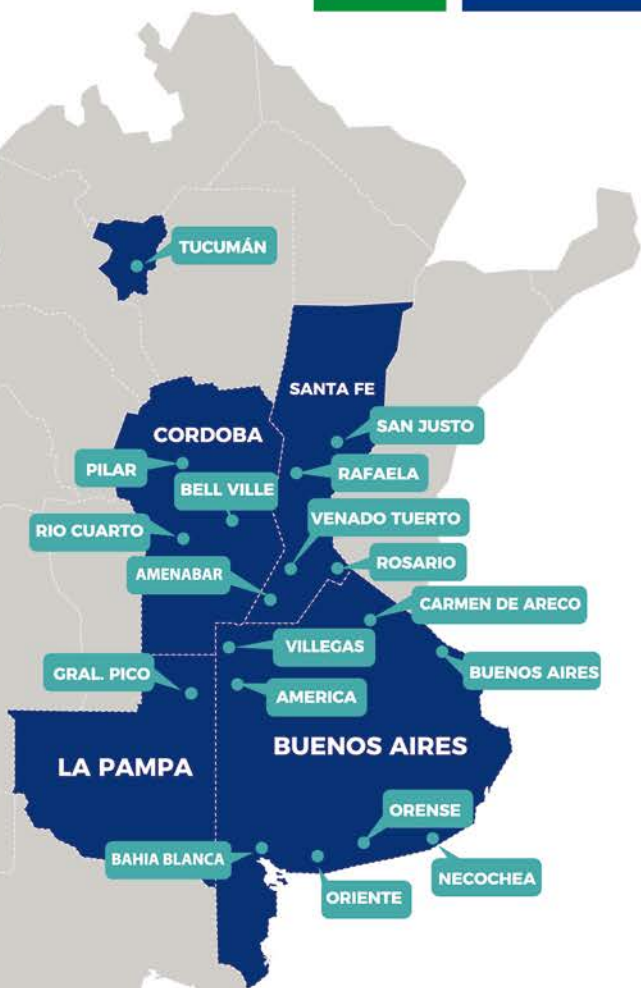 TUCUMÁN
SANTA FE
SAN JUSTO
CORDOBA
PILAR
RAFAELA
BELL VILLE
VENADO TUERTO
RIO CUARTO
ROSARIO
AMENABAR
CARMEN DE ARECO
VILLEGAS
GRAL. PICO
BUENOS AIRES
AMERICA
BUENOS AIRES
LA PAMPA
ORENSE
BAHIA BLANCA
NECOCHEA
ORIENTE